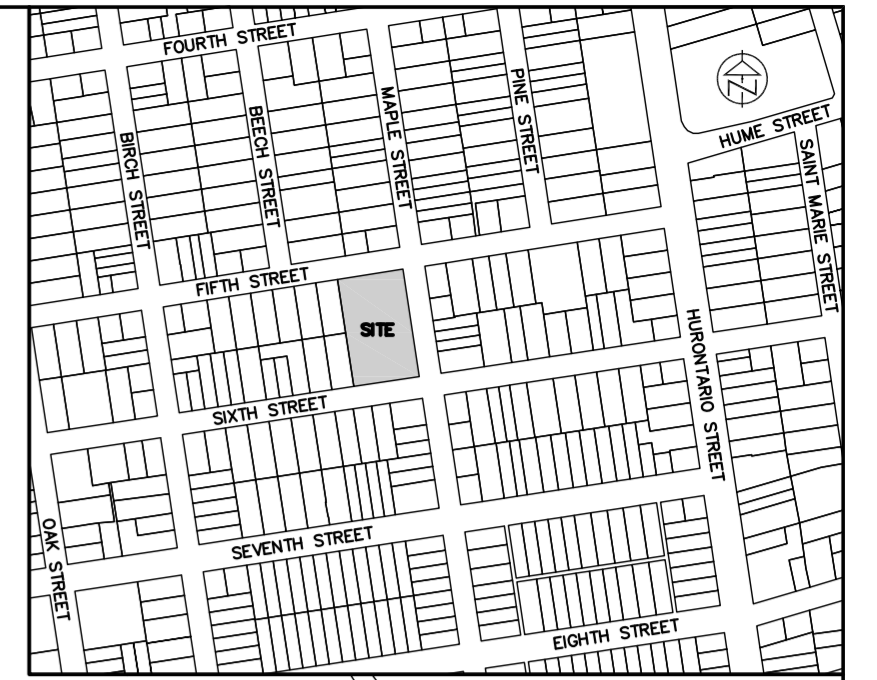 FOURTH STREET
BIRCH STREET
BEECH STREET
MAPLE STREET
PINE STREET
N
HUME STREET
SAINT MARIE STREET
FIFTH STREET
SITE
HURONTARIO STREET
SIXTH STREET
OAK STREET
SEVENTH STREET
EIGHTH STREET